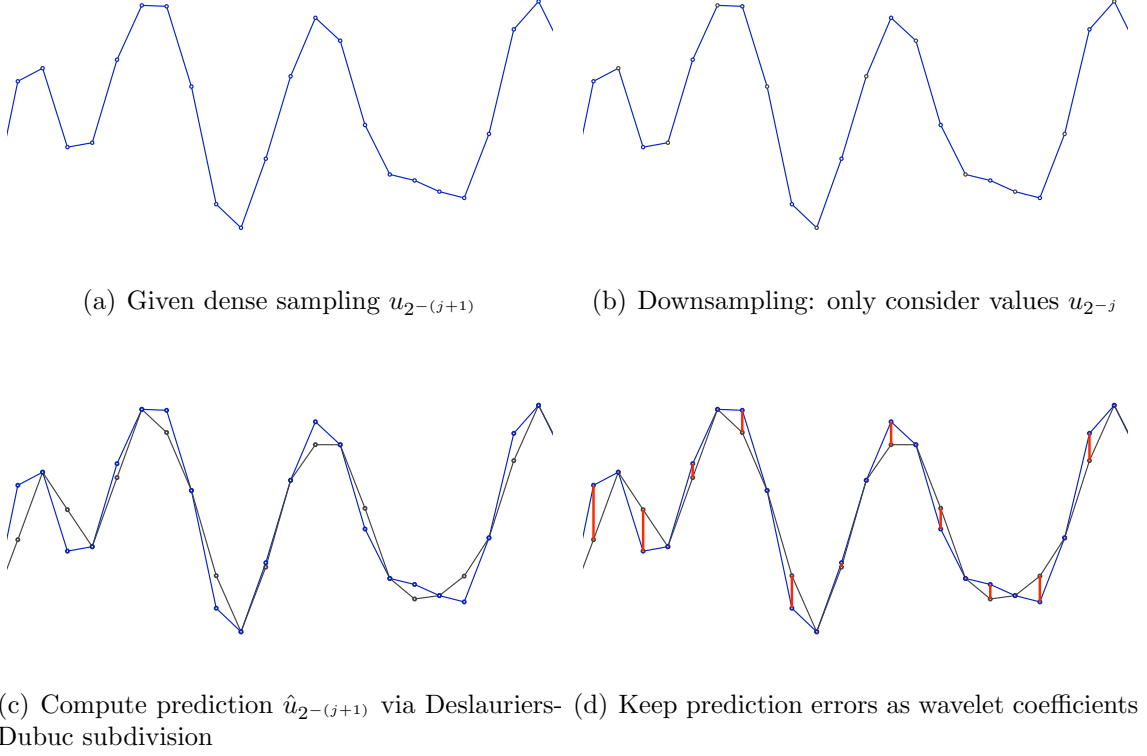 (a) Given dense sampling u_{2^{-(j+1)}}
(b) Downsampling: only consider values u_{2^{-j}}
(c) Compute prediction û_{2^{-(j+1)}} via Deslauriers-
Dubuc subdivision
(d) Keep prediction errors as wavelet coefficients